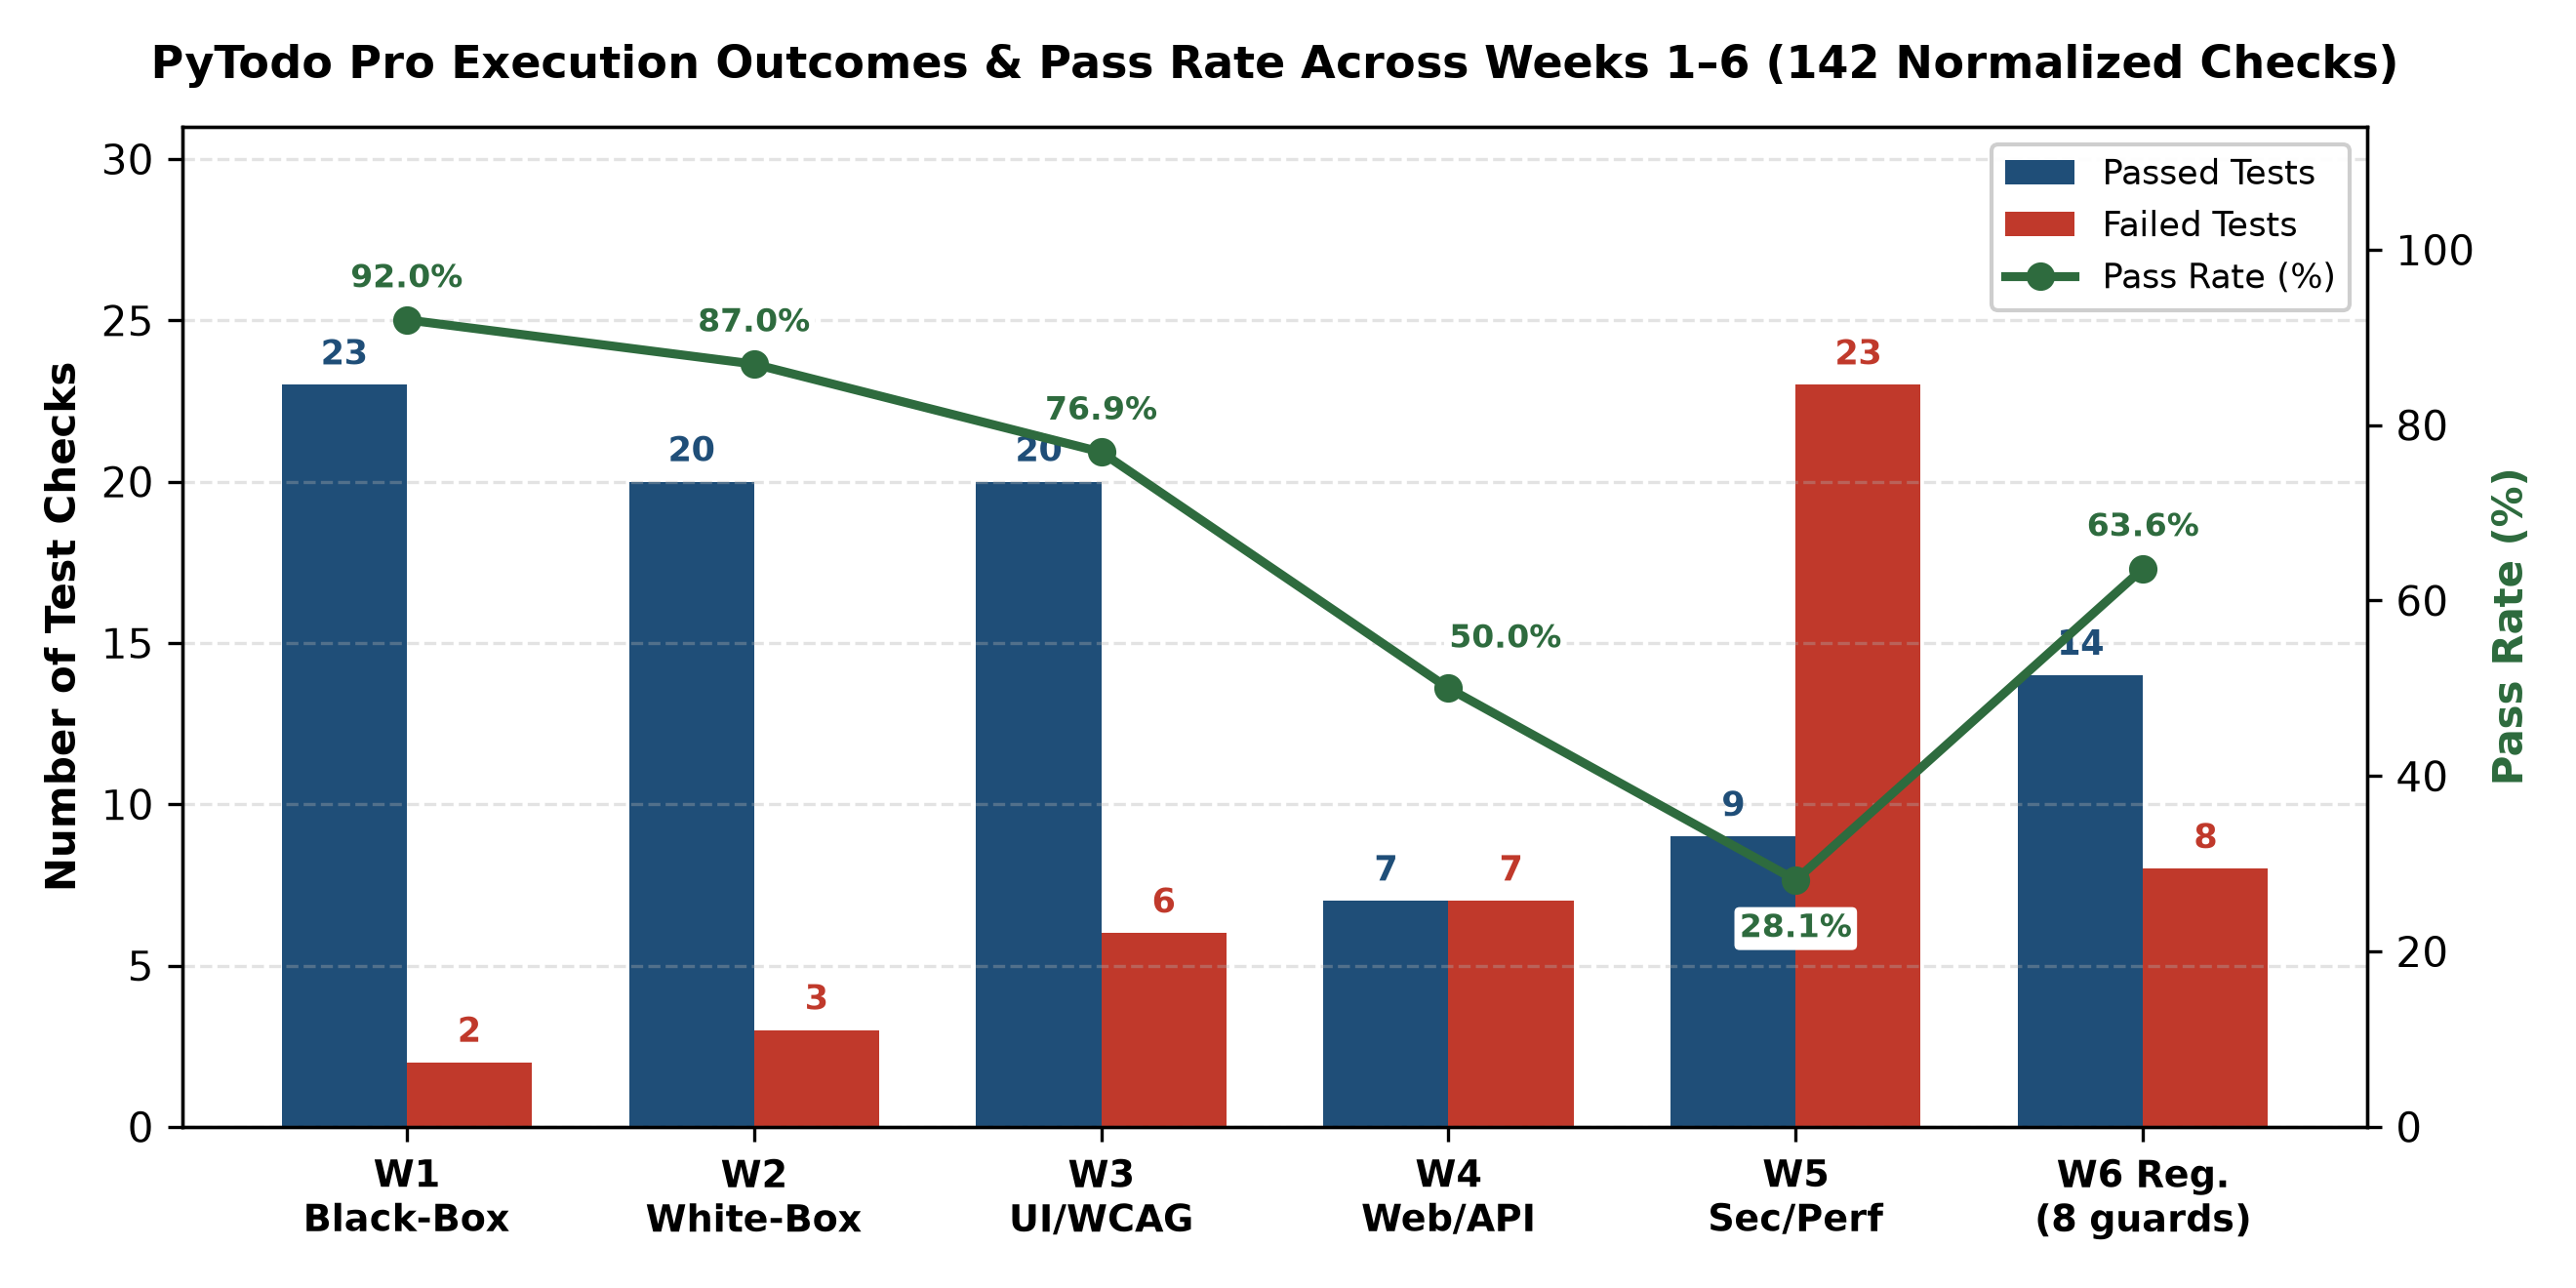 PyTodo Pro Execution Outcomes & Pass Rate Across Weeks 1–6 (142 Normalized Checks)
Number of Test Checks
30
25
20
15
10
5
0
Passed Tests
Failed Tests
Pass Rate (%)
100
80
60
40
20
0
Pass Rate (%)
92.0%
87.0%
76.9%
50.0%
28.1%
63.6%
23
2
20
3
20
6
7
7
9
23
14
8
W1
Black-Box
W2
White-Box
W3
UI/WCAG
W4
Web/API
W5
Sec/Perf
W6 Reg.
(8 guards)